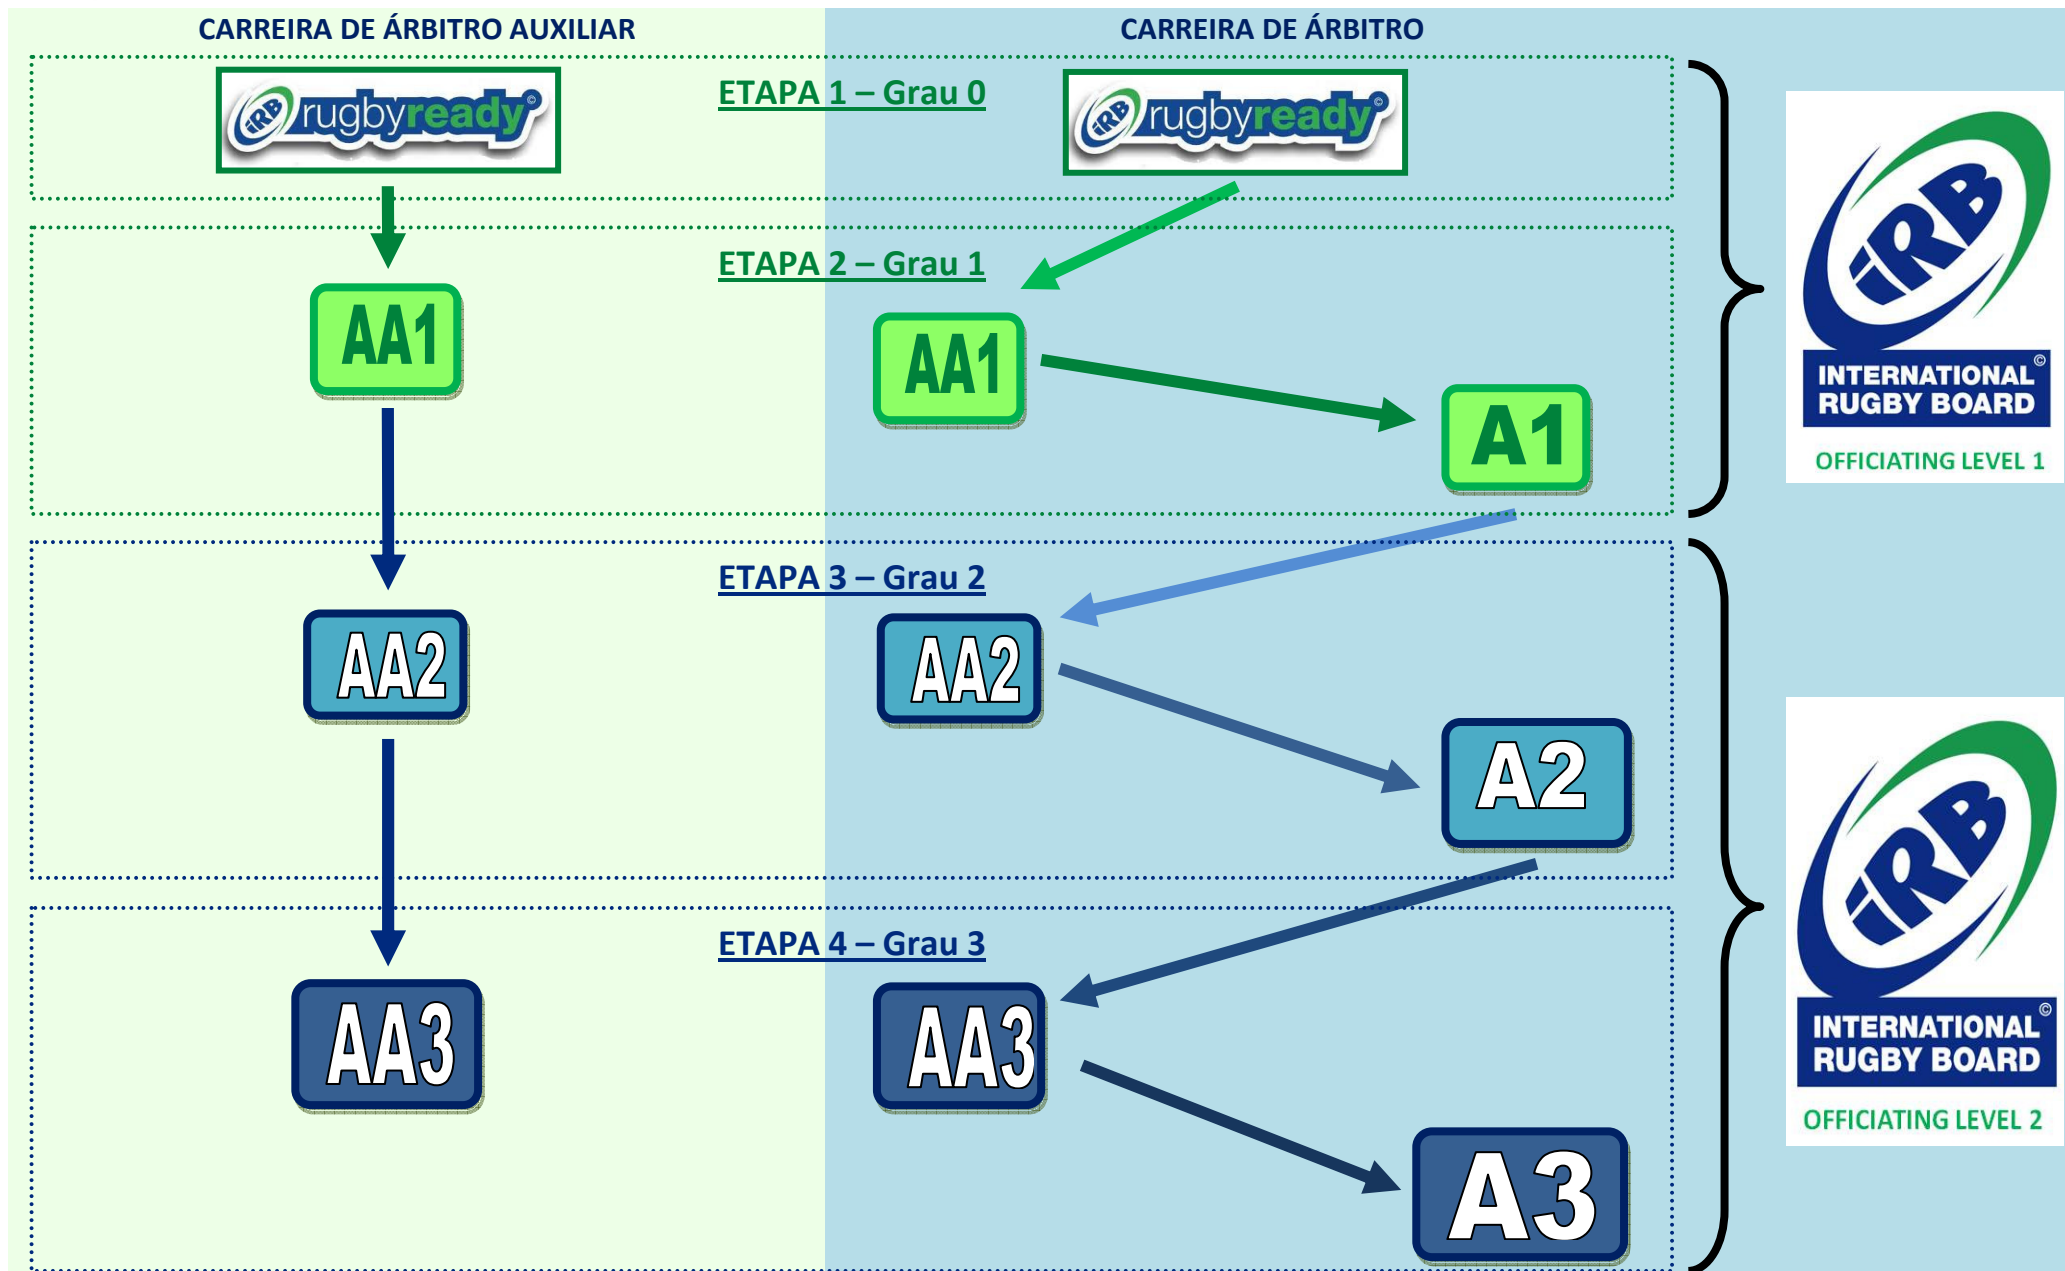 CARREIRA DE ÁRBITRO AUXILIAR
CARREIRA DE ÁRBITRO
ETAPA 1 – Grau 0
iRB rugbyready©
iRB rugbyready©
ETAPA 2 – Grau 1
AA1
AA1
A1
iRB
INTERNATIONAL©
RUGBY BOARD
OFFICIATING LEVEL 1
ETAPA 3 – Grau 2
AA2
AA2
A2
ETAPA 4 – Grau 3
AA3
AA3
A3
iRB
INTERNATIONAL©
RUGBY BOARD
OFFICIATING LEVEL 2